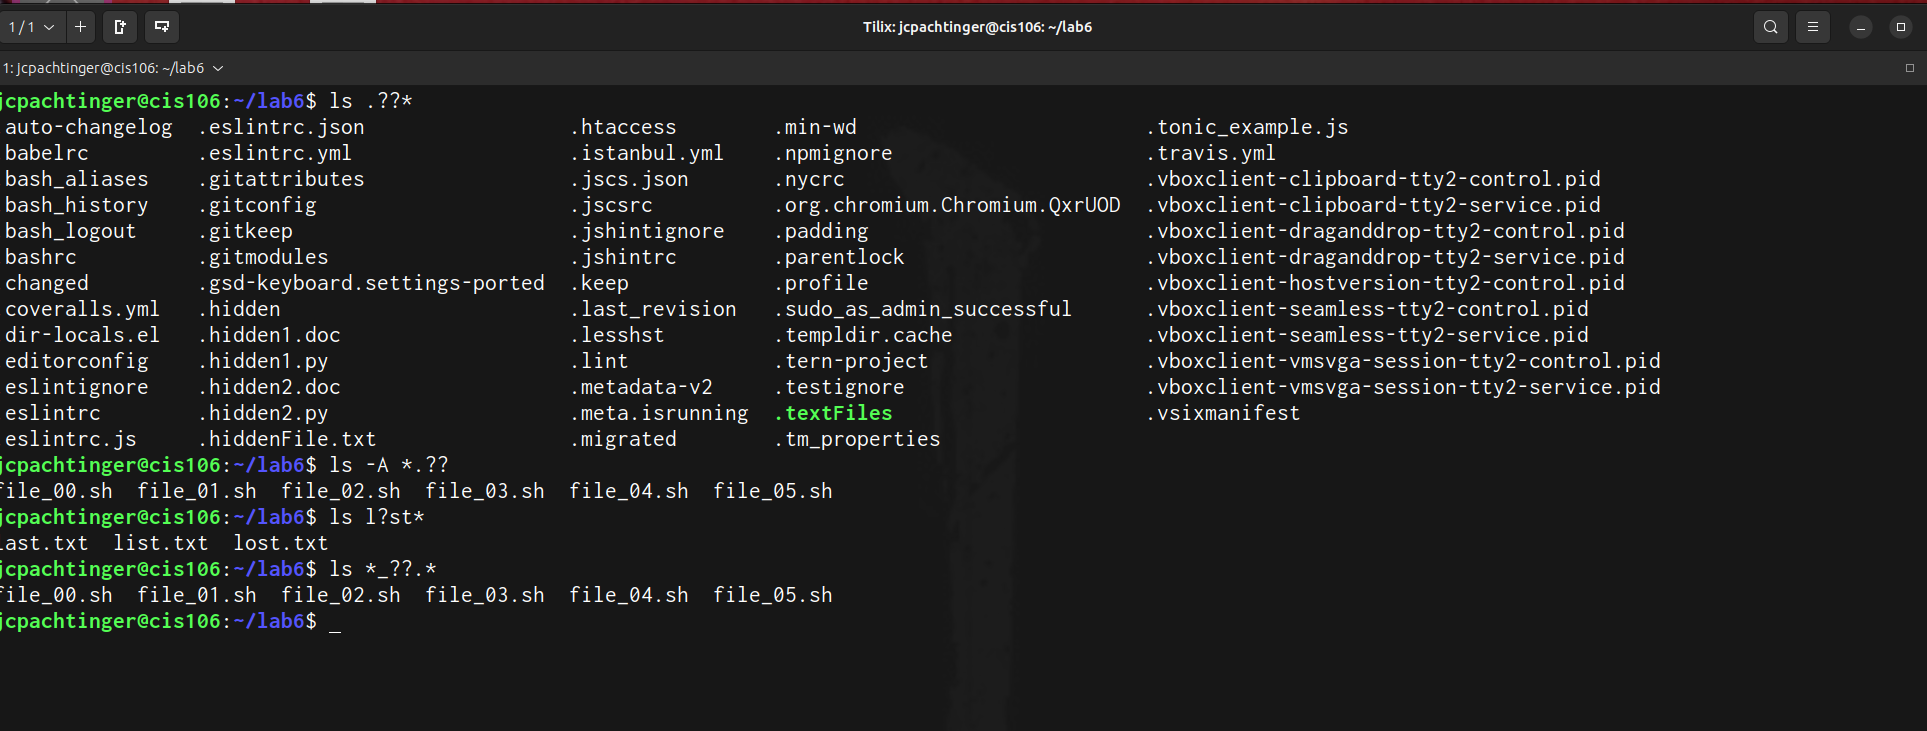 1 / 1
Tilix: jcpachtinger@cis106: ~/lab6
1: jcpachtinger@cis106: ~/lab6
jcpachtinger@cis106:~/lab6$ ls .??*
auto-changelog .eslintrc.json .htaccess .min-wd .tonic_example.js
babelrc .eslintrc.yml .istanbul.yml .npmignore .travis.yml
bash_aliases .gitattributes .jscs.json .nycrc .vboxclient-clipboard-tty2-control.pid
bash_history .gitconfig .jscsrc .org.chromium.Chromium.QxrUOD .vboxclient-clipboard-tty2-service.pid
bash_logout .gitkeep .jshintignore .padding .vboxclient-draganddrop-tty2-control.pid
bashrc .gitmodules .jshintrc .parentlock .vboxclient-draganddrop-tty2-service.pid
changed .gsd-keyboard.settings-ported .keep .profile .vboxclient-hostversion-tty2-control.pid
coveralls.yml .hidden .last_revision .sudo_as_admin_successful .vboxclient-seamless-tty2-control.pid
dir-locals.el .hidden1.doc .lesshst .templdir.cache .vboxclient-seamless-tty2-service.pid
editorconfig .hidden1.py .lint .tern-project .vboxclient-vmsvga-session-tty2-control.pid
eslintignore .hidden2.doc .metadata-v2 .testignore .vboxclient-vmsvga-session-tty2-service.pid
eslintrc .hidden2.py .meta.isrunning .textFiles .vsixmanifest
eslintrc.js .hiddenFile.txt .migrated .tm_properties
jcpachtinger@cis106:~/lab6$ ls -A *.??
file_00.sh file_01.sh file_02.sh file_03.sh file_04.sh file_05.sh
jcpachtinger@cis106:~/lab6$ ls l?st*
last.txt list.txt lost.txt
jcpachtinger@cis106:~/lab6$ ls *_??.*
file_00.sh file_01.sh file_02.sh file_03.sh file_04.sh file_05.sh
jcpachtinger@cis106:~/lab6$ _